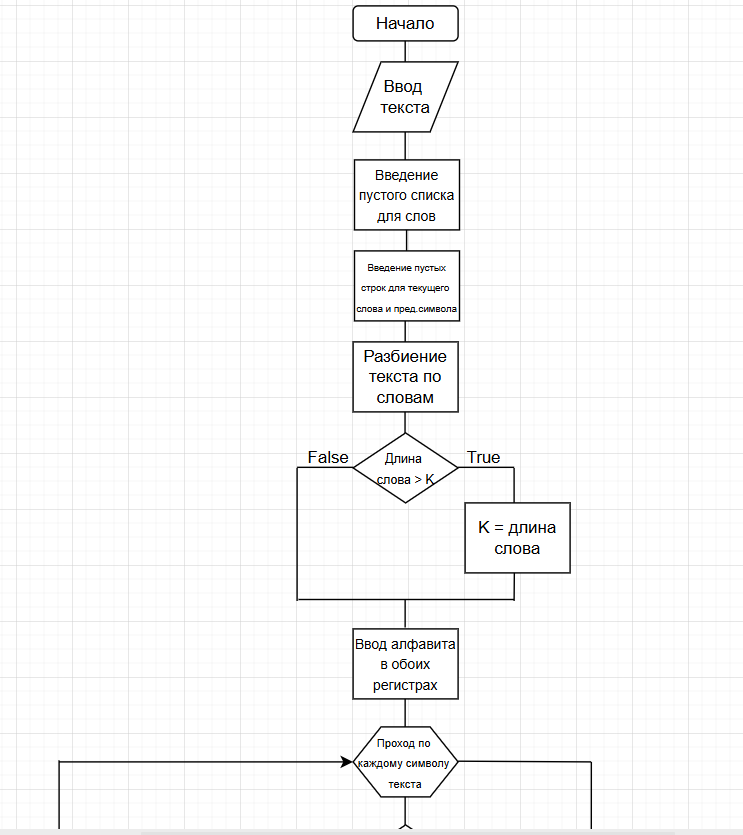 Начало
Ввод
текста
Введение
пустого списка
для слов
Введение пустых
строк для текущего
слова и пред.символа
Разбиение
текста по
словам
False
Длина
слова > K
True
K = длина
слова
Ввод алфавита
в обоих
регистрах
Проход по
каждому символу
текста